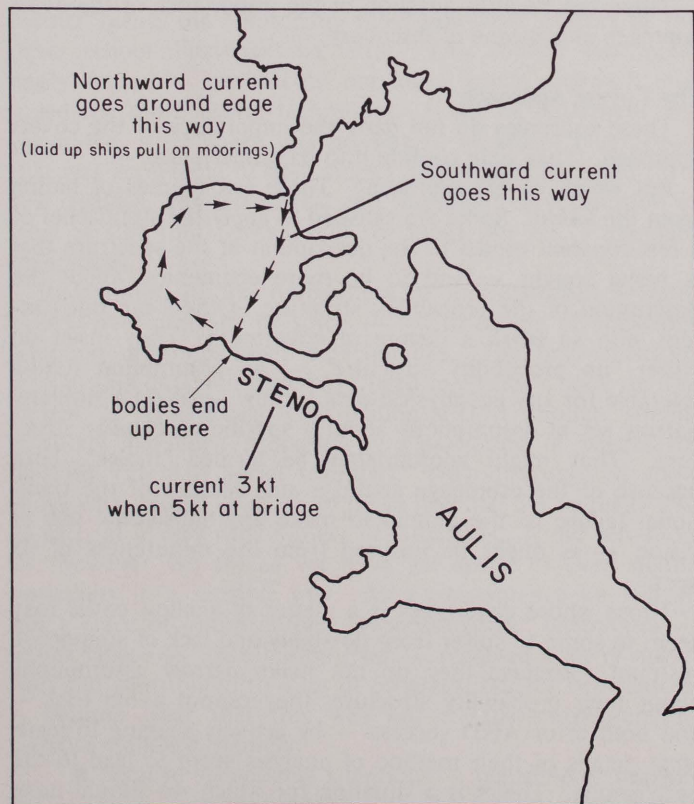 Northward current
goes around edge
this way
(laid up ships pull on moorings)
Southward current
goes this way
bodies end
up here
STENO
current 3kt
when 5kt at bridge
AULIS